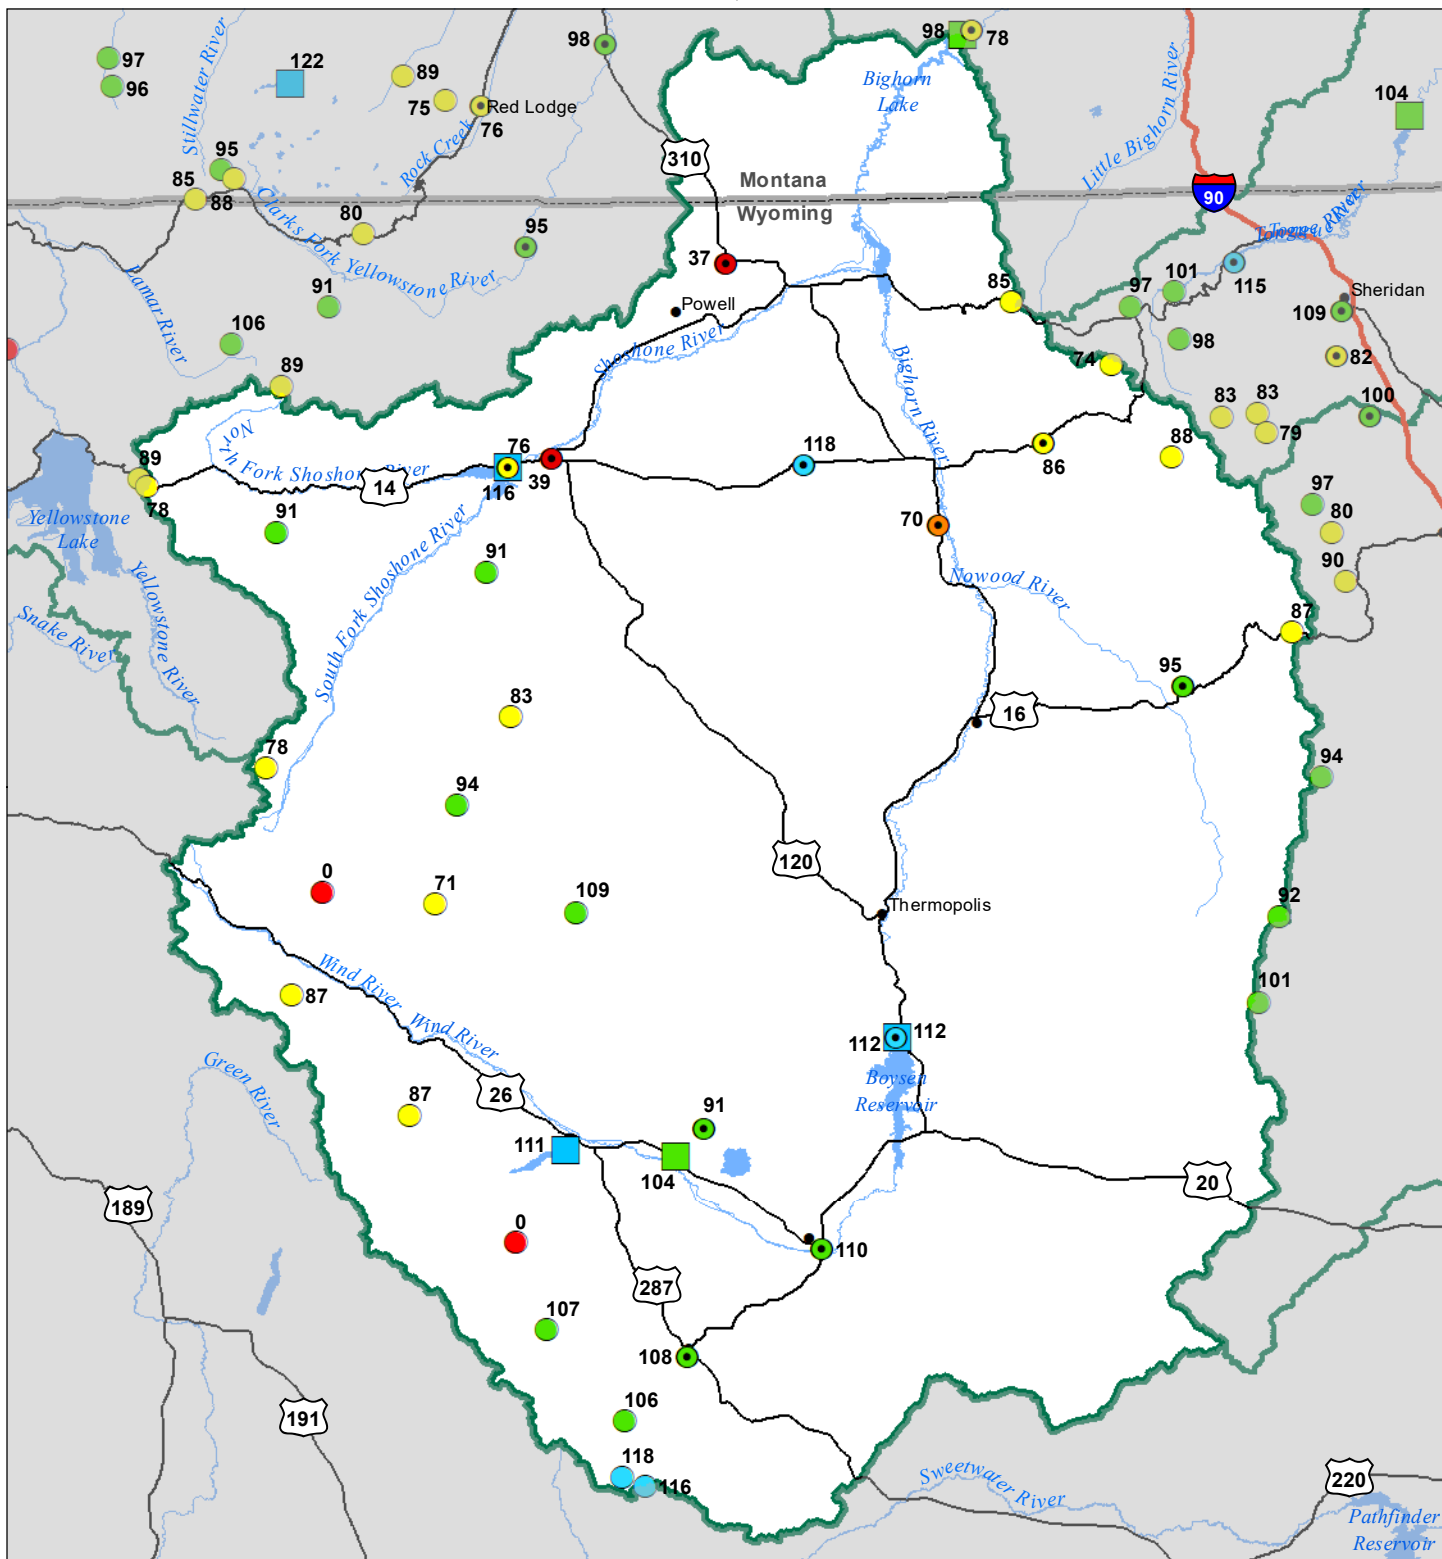 98
78
98
97
96
122
89
75
76
Red Lodge
Stillwater River
Rock Creek
Bighorn
Lake
Little Bighorn River
104
310
Montana
Wyoming
90
95
85
88
80
Clarks Fork Yellowstone River
95
Tongue River
Tongue River
37
Powell
85
97
101
115
Sheridan
109
98
82
Lamar River
91
106
89
Shoshone River
Bighorn River
74
83
83
79
100
North Fork Shoshone River
14
76
116
39
118
86
88
89
78
Yellowstone
Lake
91
91
70
97
80
90
South Fork Shoshone River
Yellowstone River
Snake River
Nowood River
87
95
16
83
78
94
94
120
0
71
109
Thermopolis
92
101
Wind River
Wind River
87
112
112
Boysen
Reservoir
Green River
87
26
91
111
104
20
189
0
110
287
107
108
191
106
118
116
Sweetwater River
220
Pathfinder
Reservoir